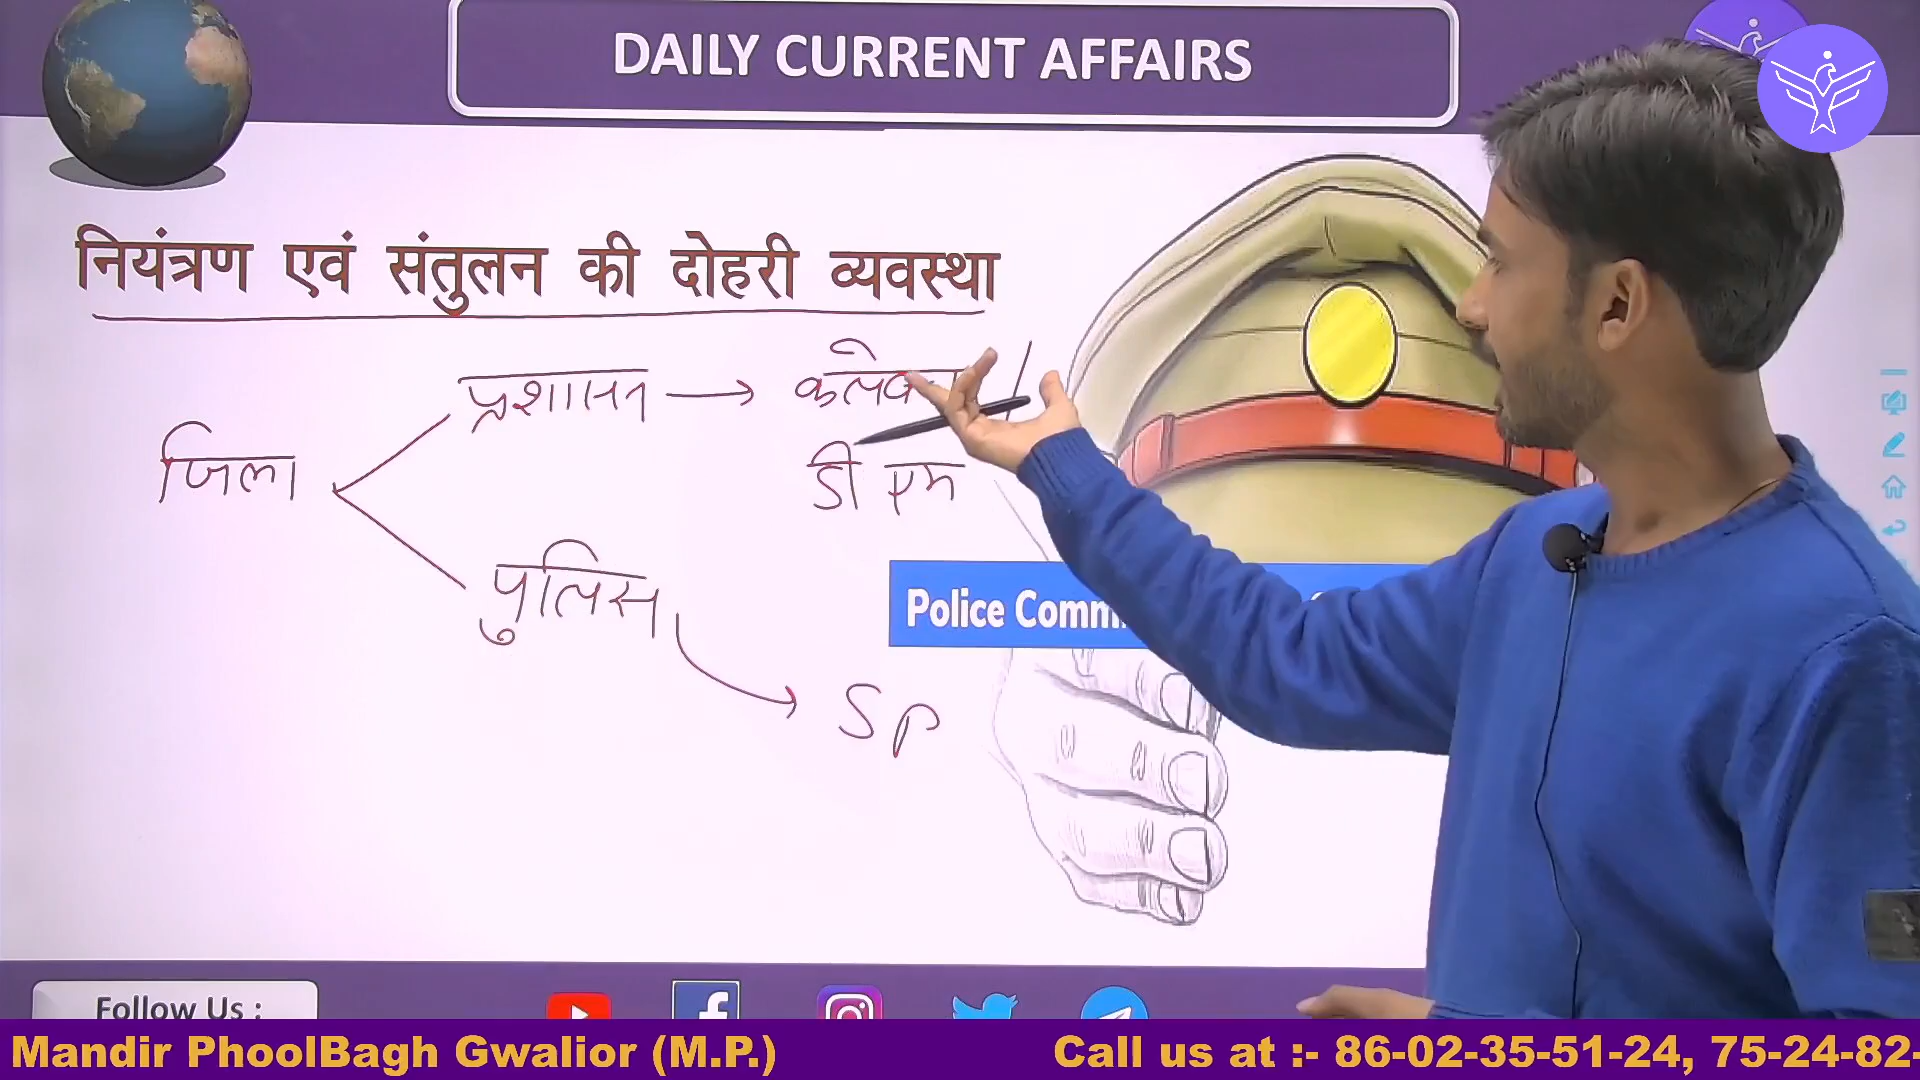 DAILY CURRENT AFFAIRS
नियंत्रण एवं संतुलन की दोहरी व्यवस्था
प्रशासन →
जिला
डी एम
पुलिस
Police
SP
Follow Us :
Mandir PhoolBagh Gwalior (M.P.)
Call us at :- 86-02-35-51-24, 75-24-82-